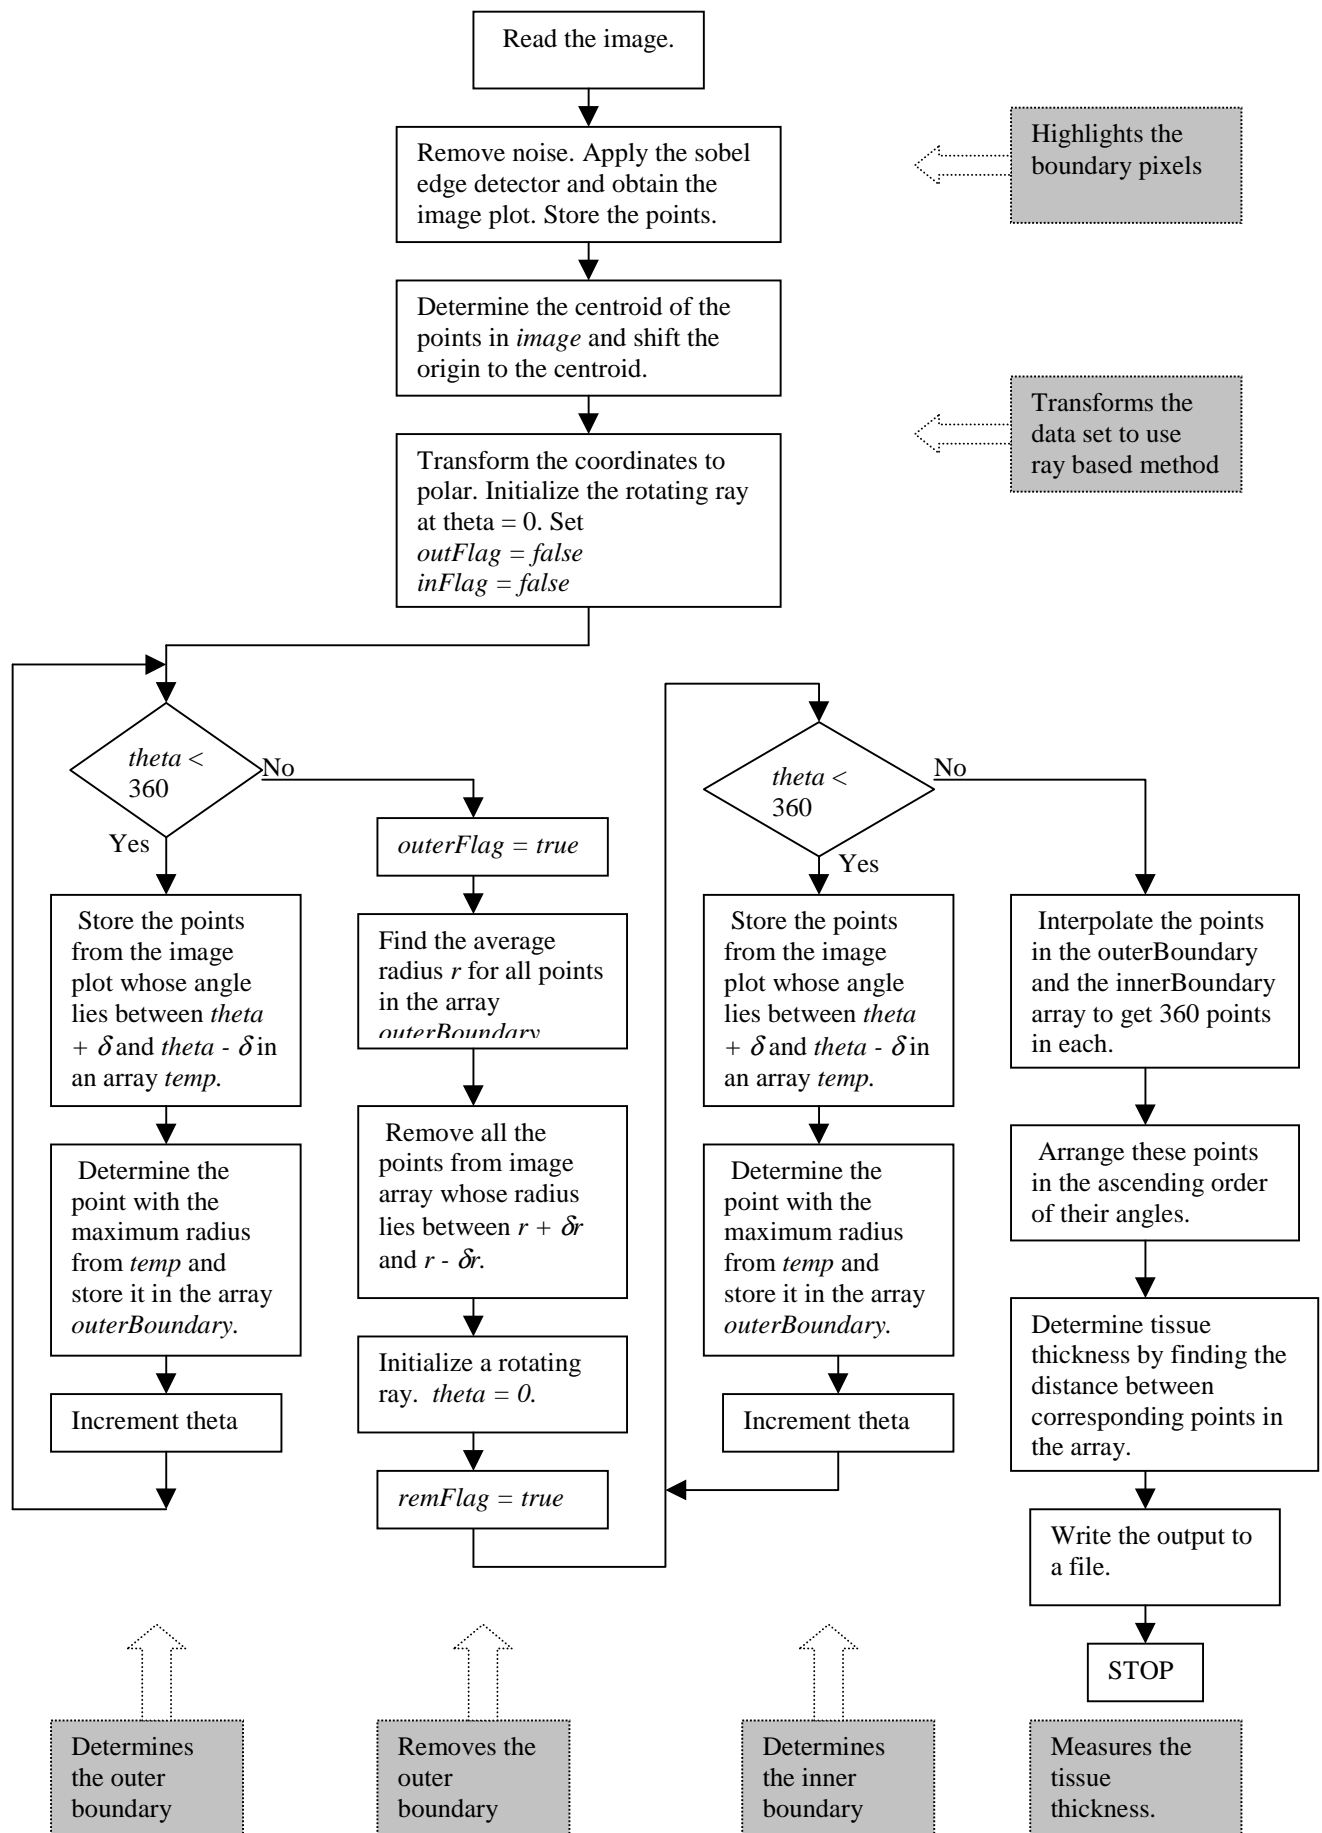 Read the image.
Remove noise. Apply the sobel
edge detector and obtain the
image plot. Store the points.
Highlights the
boundary pixels
Determine the centroid of the
points in image and shift the
origin to the centroid.
Transform the coordinates to
polar. Initialize the rotating ray
at theta = 0. Set
outFlag = false
inFlag = false
Transforms the
data set to use
ray based method
theta <
360
No
Yes
Store the points
from the image
plot whose angle
lies between theta
+ δ and theta - δ in
an array temp.
Determine the
point with the
maximum radius
from temp and
store it in the array
outerBoundary.
Increment theta
outerFlag = true
Find the average
radius r for all points
in the array
outerBoundary
Remove all the
points from image
array whose radius
lies between r + δr
and r - δr.
Initialize a rotating
ray. theta = 0.
remFlag = true
theta <
360
No
Yes
Store the points
from the image
plot whose angle
lies between theta
+ δ and theta - δ in
an array temp.
Determine the
point with the
maximum radius
from temp and
store it in the array
outerBoundary.
Increment theta
Interpolate the points
in the outerBoundary
and the innerBoundary
array to get 360 points
in each.
Arrange these points
in the ascending order
of their angles.
Determine tissue
thickness by finding the
distance between
corresponding points in
the array.
Write the output to
a file.
STOP
Determines
the outer
boundary
Removes the
outer
boundary
Determines
the inner
boundary
Measures the
tissue
thickness.